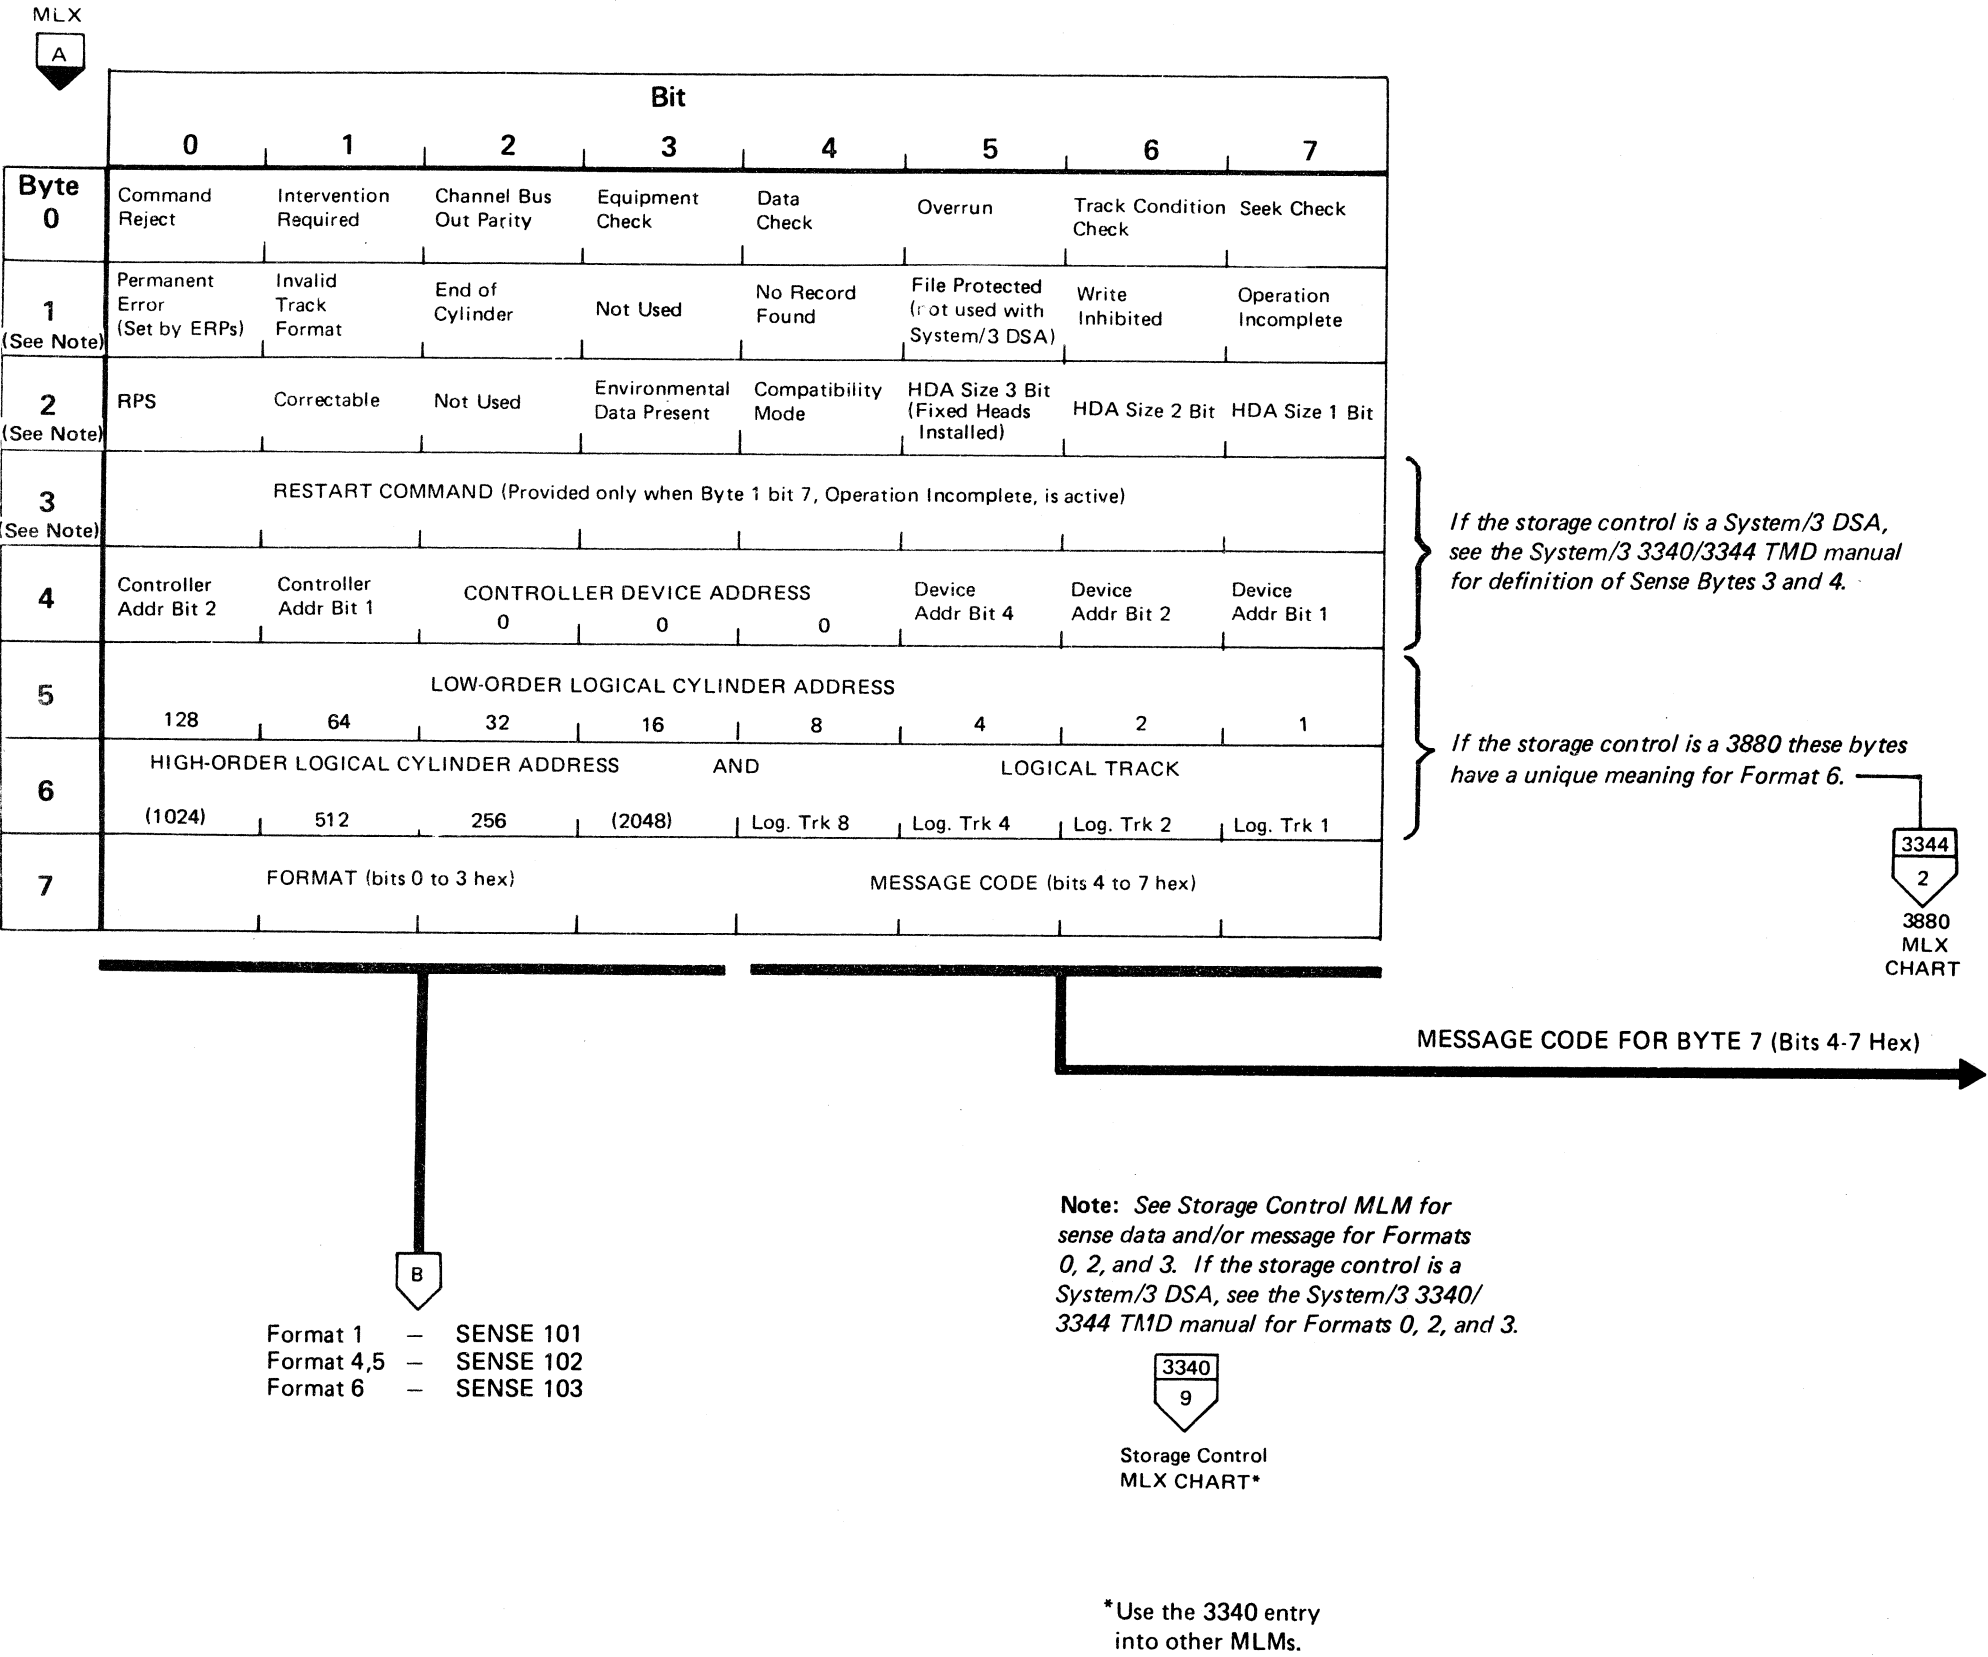 MLX
A
Bit
0 1 2 3 4 5 6 7
Byte
0
Command
Reject
Intervention
Required
Channel Bus
Out Parity
Equipment
Check
Data
Check
Overrun
Track Condition
Check
Seek Check
1
(See Note)
Permanent
Error
(Set by ERPs)
Invalid
Track
Format
End of
Cylinder
Not Used
No Record
Found
File Protected
(not used with
System/3 DSA)
Write
Inhibited
Operation
Incomplete
2
(See Note)
RPS
Correctable
Not Used
Environmental
Data Present
Compatibility
Mode
HDA Size 3 Bit
(Fixed Heads
Installed)
HDA Size 2 Bit
HDA Size 1 Bit
3
(See Note)
RESTART COMMAND (Provided only when Byte 1 bit 7, Operation Incomplete, is active)
4
Controller
Addr Bit 2
Controller
Addr Bit 1
CONTROLLER DEVICE ADDRESS
0 0 0
Device
Addr Bit 4
Device
Addr Bit 2
Device
Addr Bit 1
If the storage control is a System/3 DSA,
see the System/3 3340/3344 TMD manual
for definition of Sense Bytes 3 and 4.
5
LOW-ORDER LOGICAL CYLINDER ADDRESS
128 64 32 16 8 4 2 1
6
HIGH-ORDER LOGICAL CYLINDER ADDRESS AND LOGICAL TRACK
(1024) 512 256 (2048) Log. Trk 8 Log. Trk 4 Log. Trk 2 Log. Trk 1
If the storage control is a 3880 these bytes
have a unique meaning for Format 6.
3344
2
3880
MLX
CHART
7
FORMAT (bits 0 to 3 hex)
MESSAGE CODE (bits 4 to 7 hex)
MESSAGE CODE FOR BYTE 7 (Bits 4-7 Hex)
B
Format 1 – SENSE 101
Format 4,5 – SENSE 102
Format 6 – SENSE 103
Note: See Storage Control MLM for
sense data and/or message for Formats
0, 2, and 3. If the storage control is a
System/3 DSA, see the System/3 3340/
3344 TMD manual for Formats 0, 2, and 3.
3340
9
Storage Control
MLX CHART*
*Use the 3340 entry
into other MLMs.